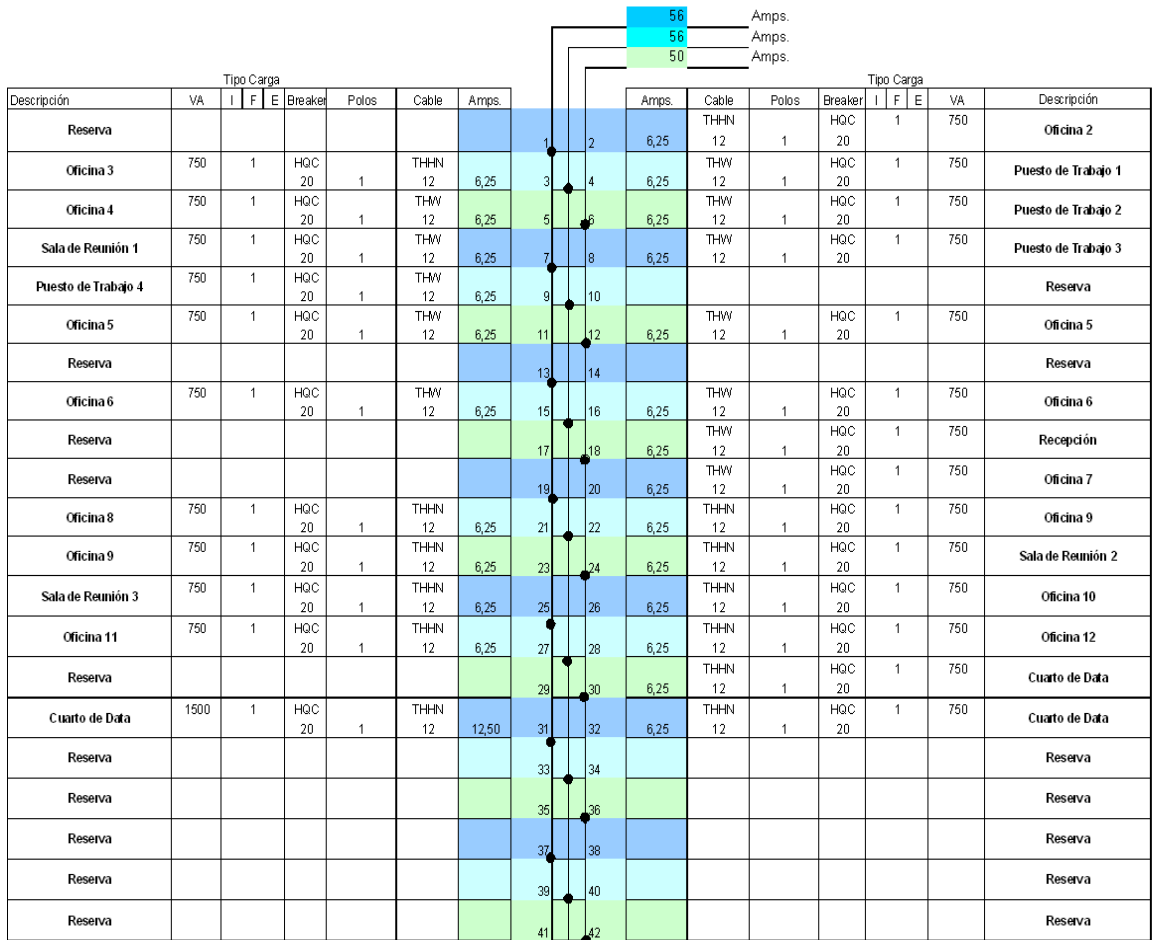 56 Amps.
56 Amps.
50 Amps.
Tipo Carga Tipo Carga
Descripción VA I F E Breaker Polos Cable Amps. Amps. Cable Polos Breaker I F E VA Descripción
Reserva 1 2 6,25 THHN 12 1 HQC 20 1 750 Oficina 2
Oficina 3 750 1 HQC 20 1 THHN 12 6,25 3 4 6,25 THW 12 1 HQC 20 1 750 Puesto de Trabajo 1
Oficina 4 750 1 HQC 20 1 THW 12 6,25 5 6 6,25 THW 12 1 HQC 20 1 750 Puesto de Trabajo 2
Sala de Reunión 1 750 1 HQC 20 1 THW 12 6,25 7 8 6,25 THW 12 1 HQC 20 1 750 Puesto de Trabajo 3
Puesto de Trabajo 4 750 1 HQC 20 1 THW 12 6,25 9 10 Reserva
Oficina 5 750 1 HQC 20 1 THW 12 6,25 11 12 6,25 THW 12 1 HQC 20 1 750 Oficina 5
Reserva 13 14 Reserva
Oficina 6 750 1 HQC 20 1 THW 12 6,25 15 16 6,25 THW 12 1 HQC 20 1 750 Oficina 6
Reserva 17 18 6,25 THW 12 1 HQC 20 1 750 Recepción
Reserva 19 20 6,25 THW 12 1 HQC 20 1 750 Oficina 7
Oficina 8 750 1 HQC 20 1 THHN 12 6,25 21 22 6,25 THHN 12 1 HQC 20 1 750 Oficina 9
Oficina 9 750 1 HQC 20 1 THHN 12 6,25 23 24 6,25 THHN 12 1 HQC 20 1 750 Sala de Reunión 2
Sala de Reunión 3 750 1 HQC 20 1 THHN 12 6,25 25 26 6,25 THHN 12 1 HQC 20 1 750 Oficina 10
Oficina 11 750 1 HQC 20 1 THHN 12 6,25 27 28 6,25 THHN 12 1 HQC 20 1 750 Oficina 12
Reserva 29 30 6,25 THHN 12 1 HQC 20 1 750 Cuarto de Data
Cuarto de Data 1500 1 HQC 20 1 THHN 12 12,50 31 32 6,25 THHN 12 1 HQC 20 1 750 Cuarto de Data
Reserva 33 34 Reserva
Reserva 35 36 Reserva
Reserva 37 38 Reserva
Reserva 39 40 Reserva
Reserva 41 42 Reserva